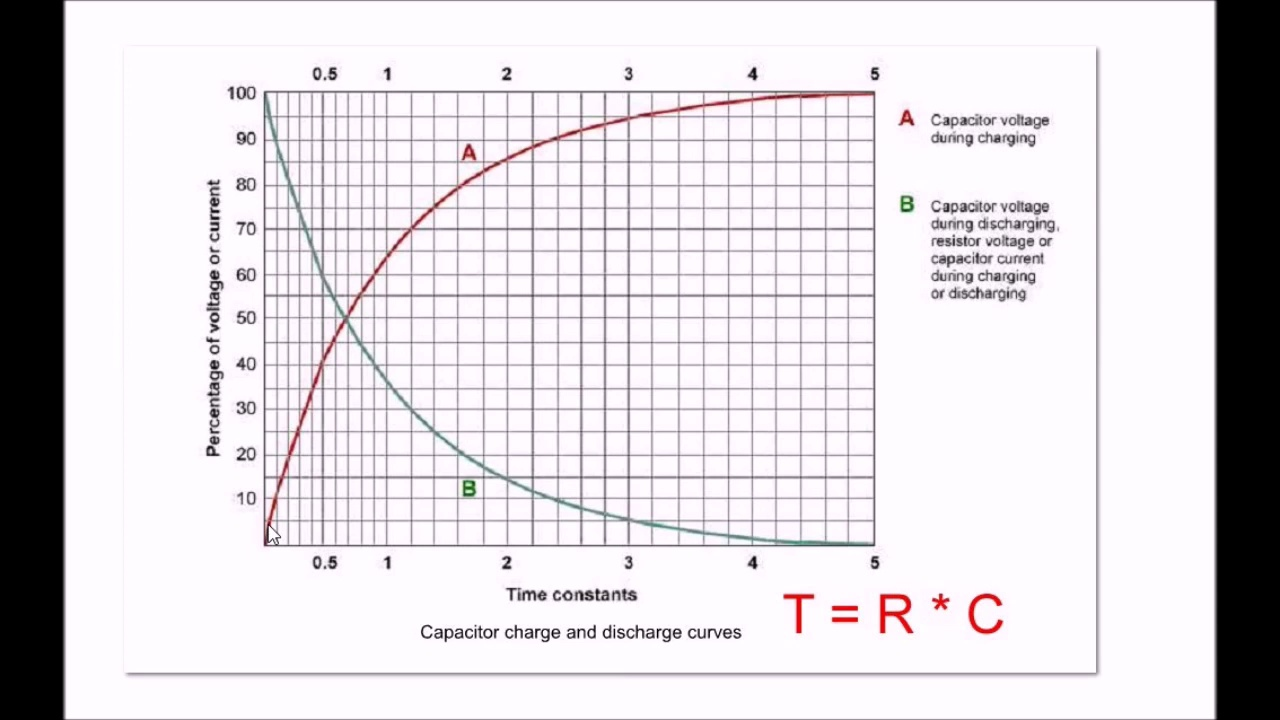 0.5 1 2 3 4 5
100
90
80
70
60
50
40
30
20
10
Percentage of voltage or current
A
B
0.5 1 2 3 4 5
Time constants
A Capacitor voltage
during charging
B Capacitor voltage
during discharging,
resistor voltage or
capacitor current
during charging
or discharging
Capacitor charge and discharge curves
T = R * C